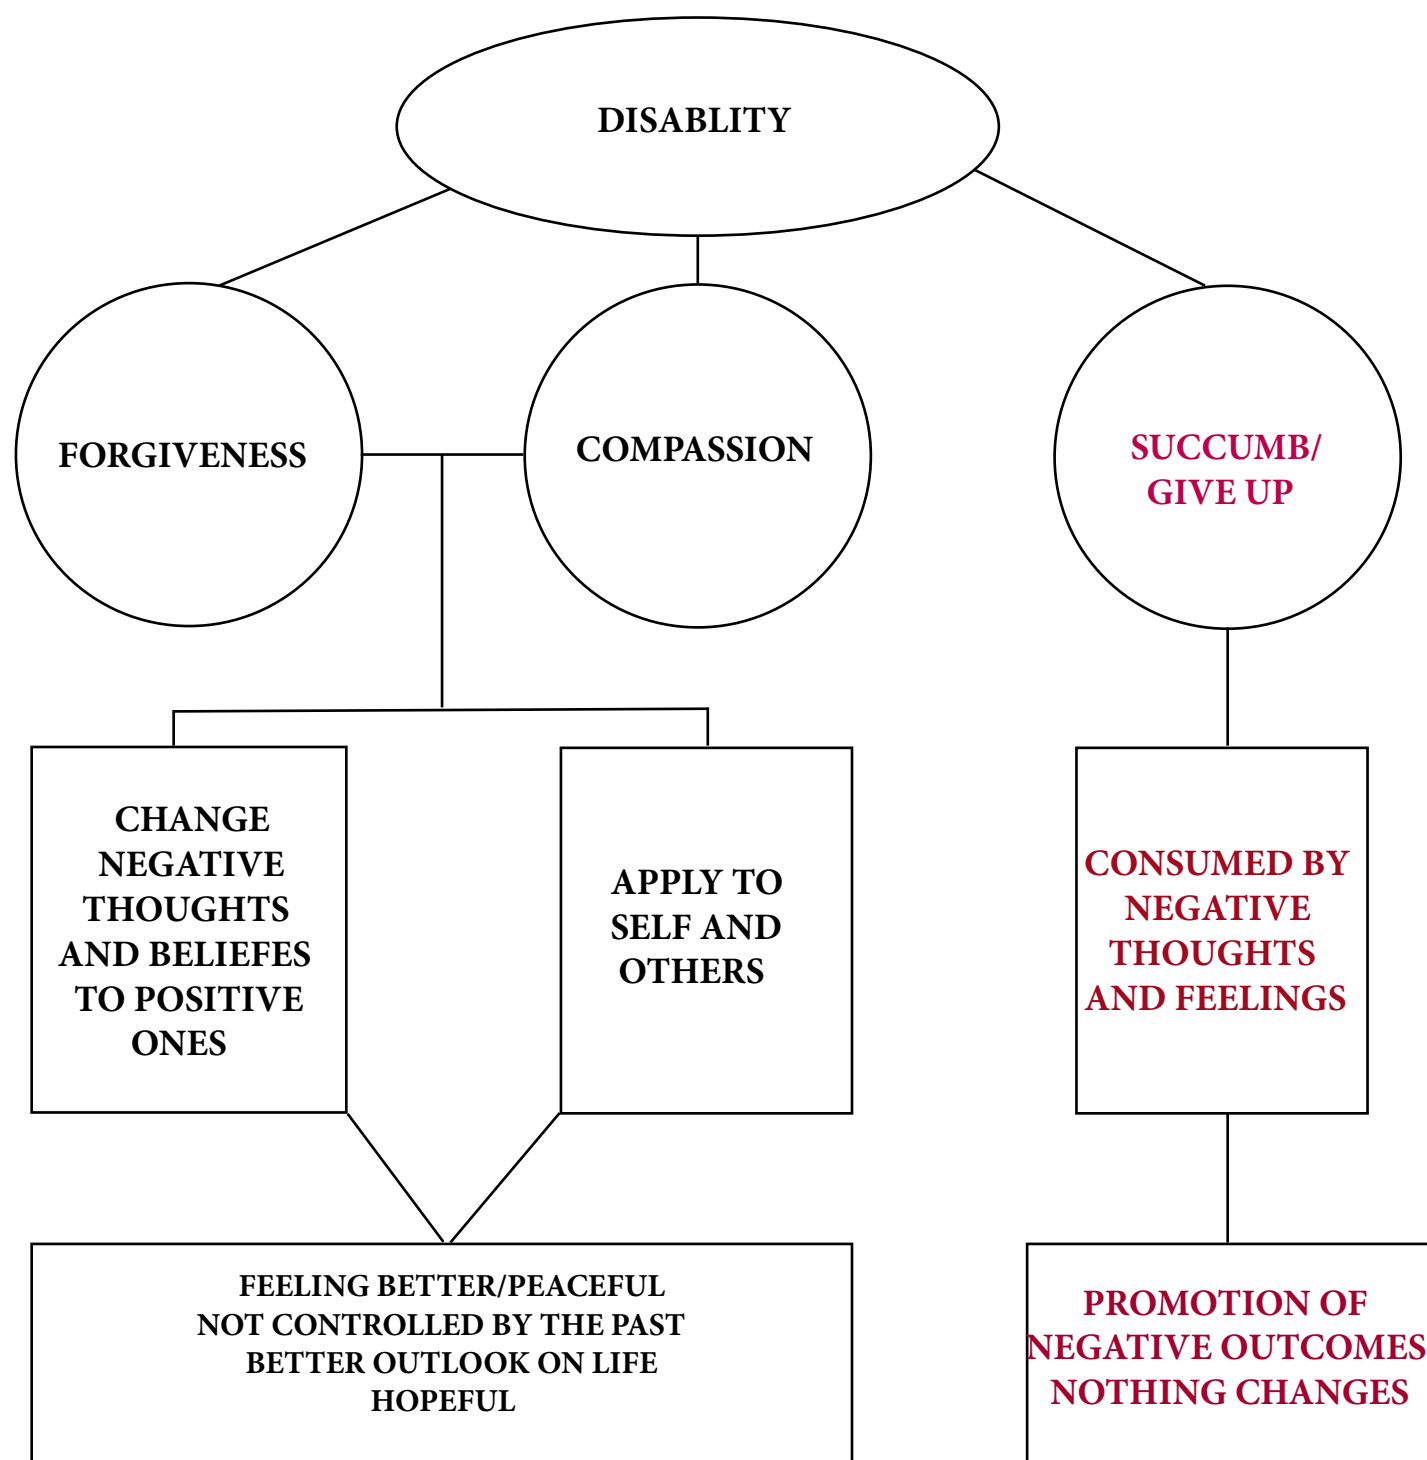 DISABLITY
FORGIVENESS
COMPASSION
SUCCUMB/
GIVE UP
CHANGE
NEGATIVE
THOUGHTS
AND BELIEFES
TO POSITIVE
ONES
APPLY TO
SELF AND
OTHERS
CONSUMED BY
NEGATIVE
THOUGHTS
AND FEELINGS
FEELING BETTER/PEACEFUL
NOT CONTROLLED BY THE PAST
BETTER OUTLOOK ON LIFE
HOPEFUL
PROMOTION OF
NEGATIVE OUTCOMES
NOTHING CHANGES